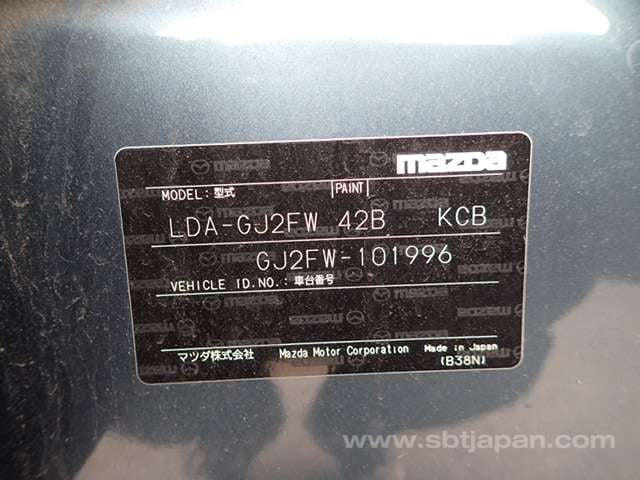 mazda
MODEL:型式 PAINT
LDA-GJ2FW 42B KCB
GJ2FW-101996
VEHICLE ID.NO.:車台番号
マツダ株式会社 Mazda Motor Corporation Made in Japan
(B38N)
www.sbtjapan.com